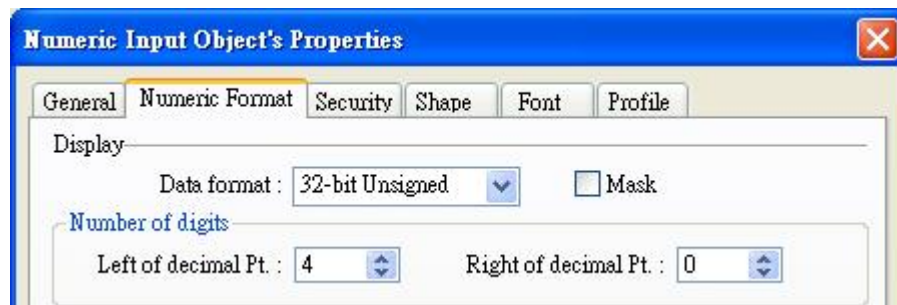 Numeric Input Object's Properties
General Numeric Format Security Shape Font Profile
Display
Data format : 32-bit Unsigned Mask
Number of digits
Left of decimal Pt. : 4 Right of decimal Pt. : 0